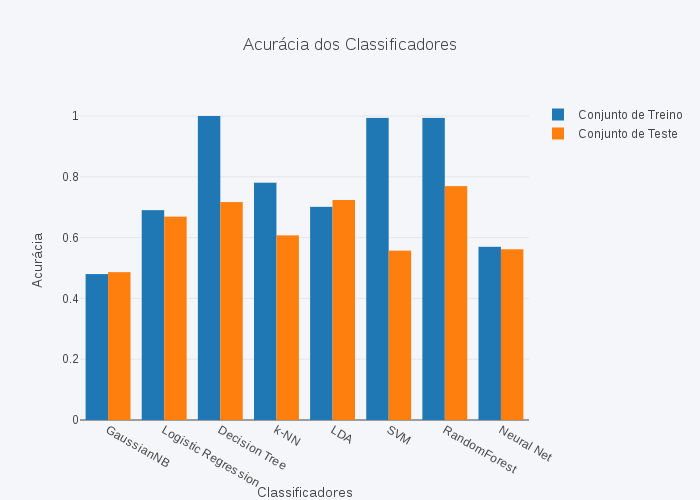 Acurácia dos Classificadores
Conjunto de Treino
Conjunto de Teste
Acurácia
1
0.8
0.6
0.4
0.2
0
GaussianNB
Logistic Regression
Decision Tree
k-NN
LDA
SVM
RandomForest
Neural Net
Classificadores